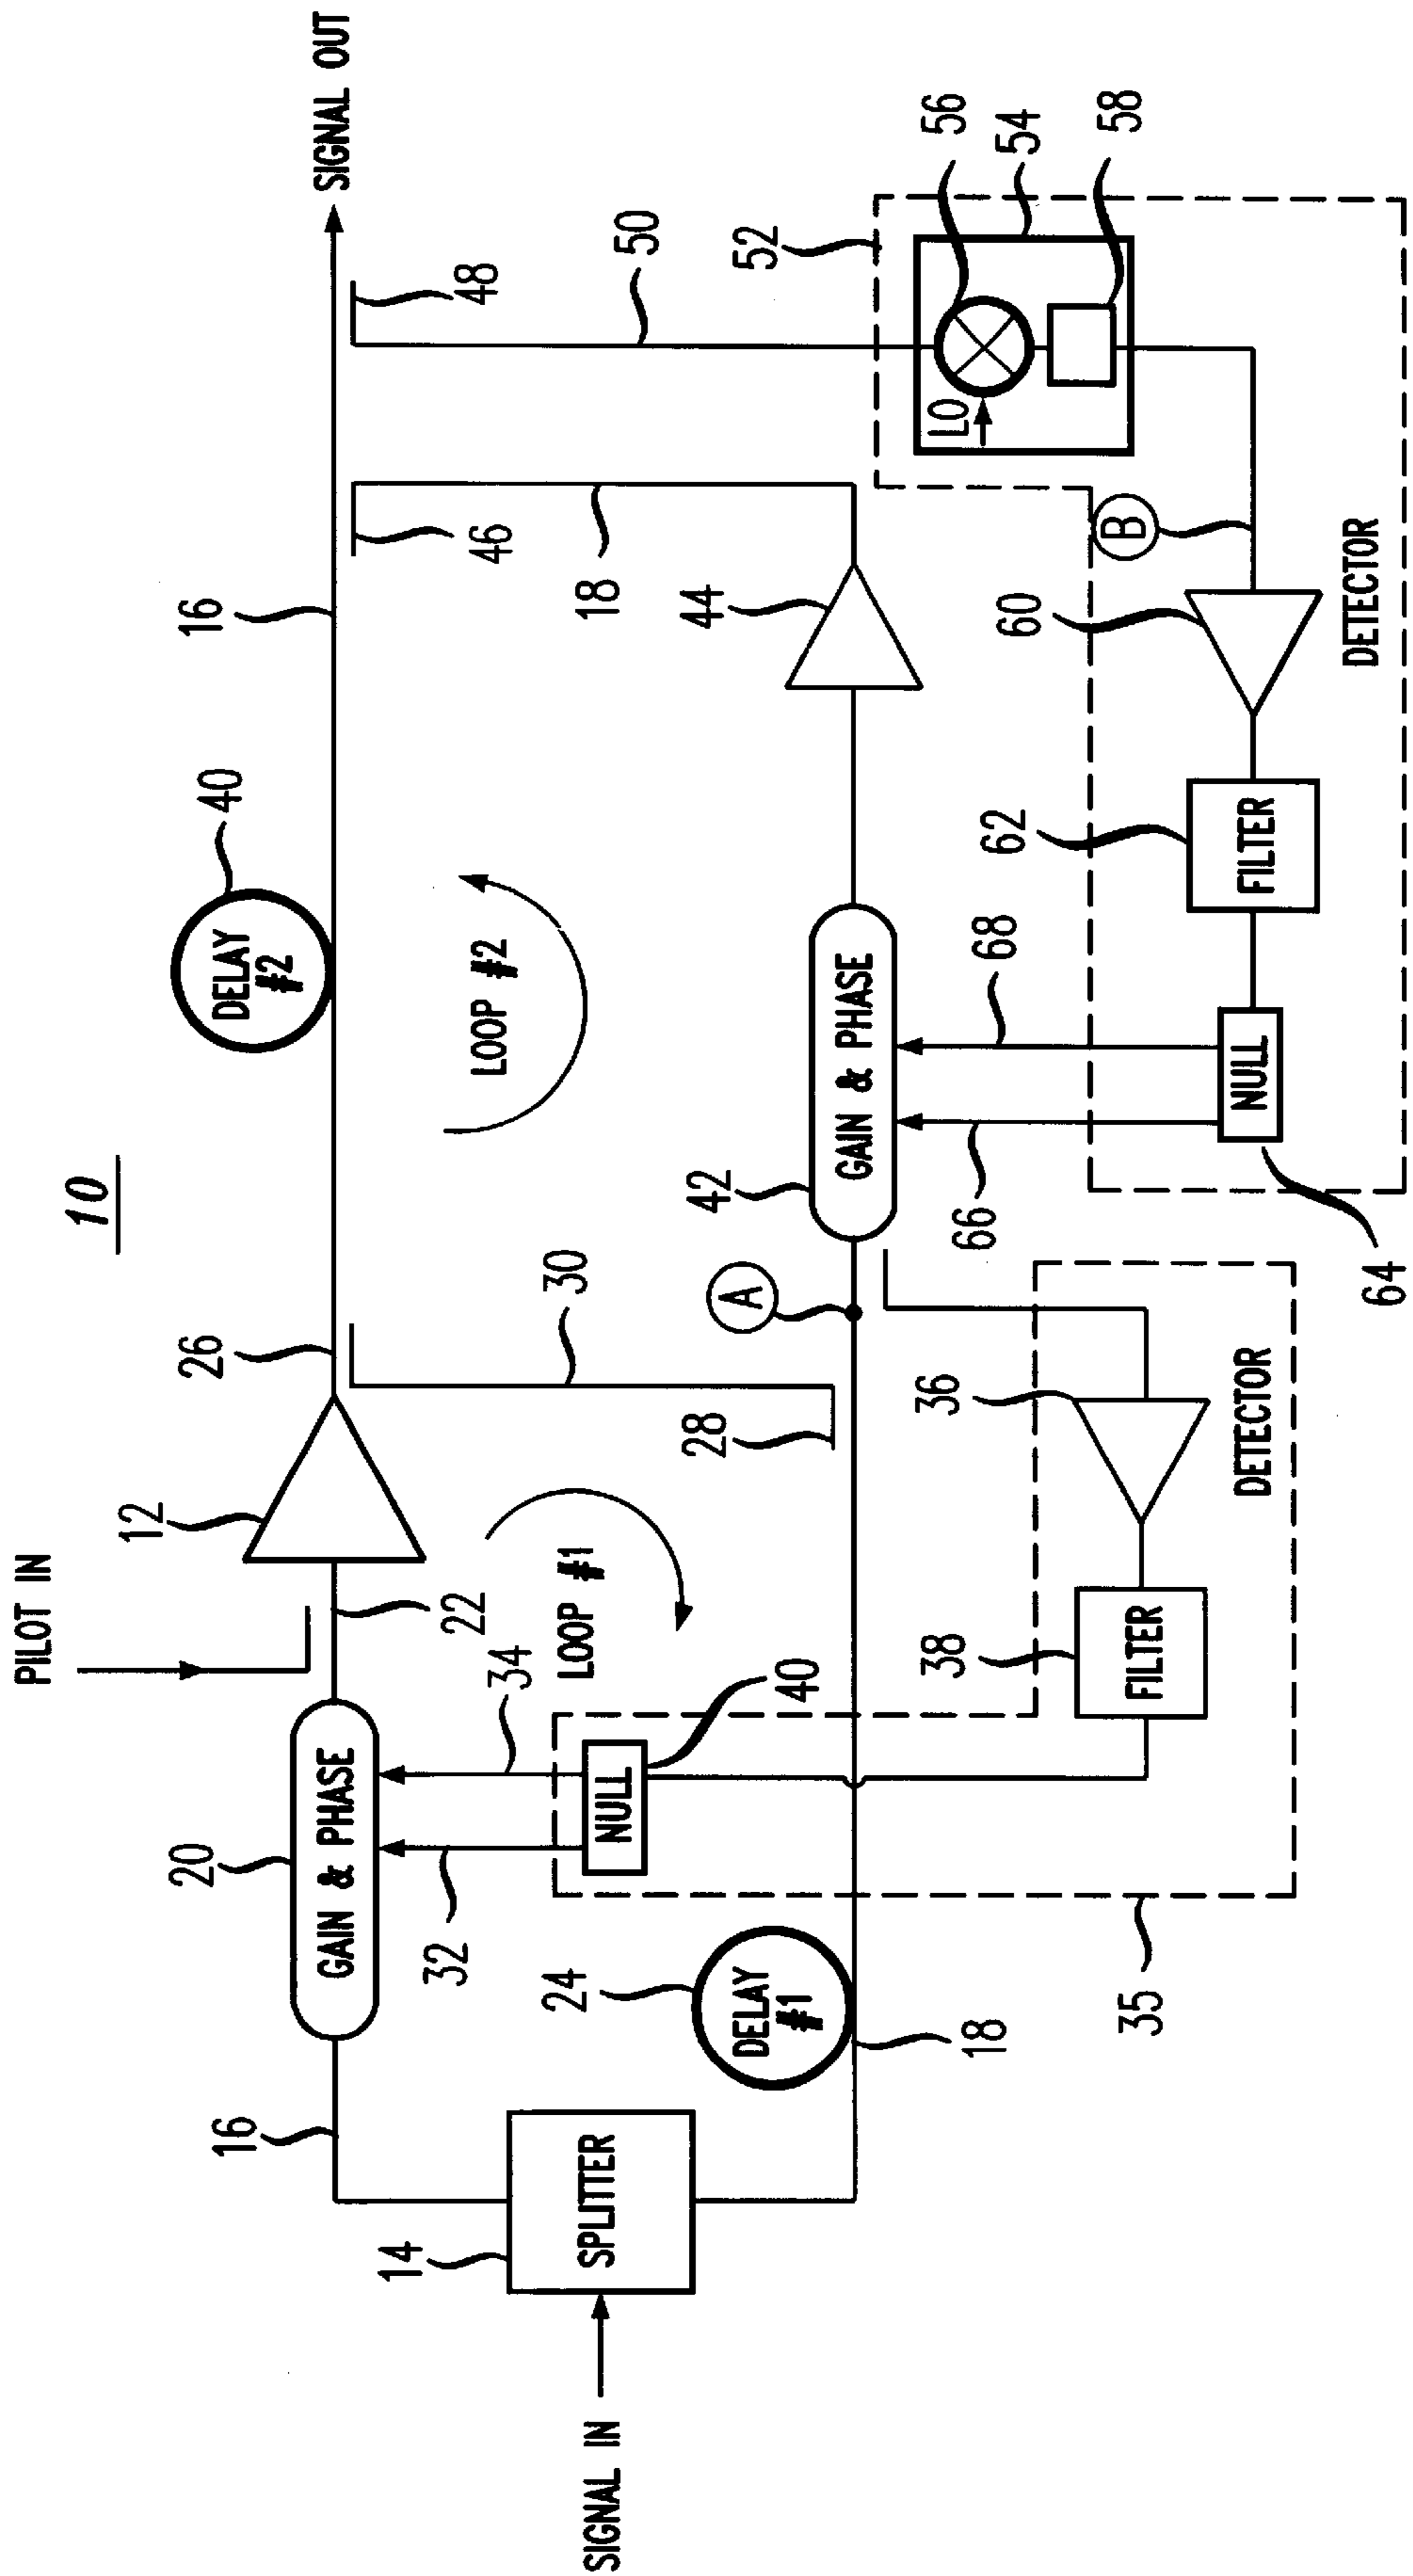 10
PILOT IN
SIGNAL OUT
16
20
GAIN & PHASE
22
12
26
DELAY
#2
40
16
48
32
34
LOOP #1
30
LOOP #2
46
18
50
14
SPLITTER
SIGNAL IN
24
DELAY
#1
18
NULL
40
28
A
42
GAIN & PHASE
44
52
LO
56
54
58
35
38
FILTER
36
DETECTOR
66
68
64
NULL
62
FILTER
60
B
DETECTOR